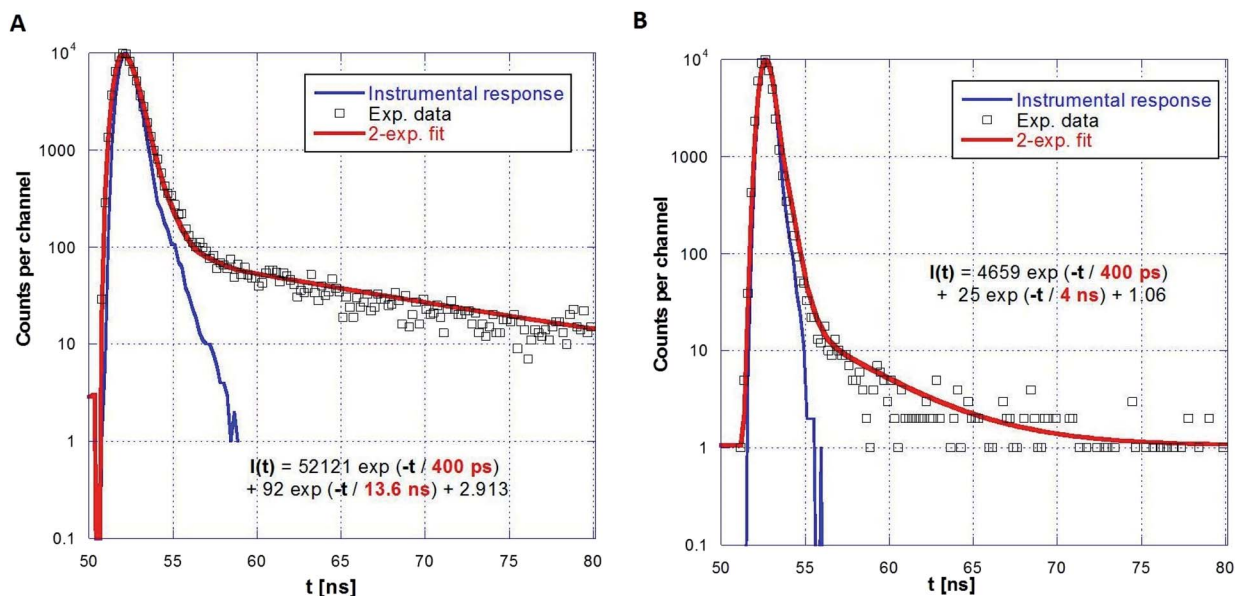 A
10⁴
1000
100
10
1
0.1
Counts per channel
50
55
60
65
70
75
80
t [ns]
Instrumental response
Exp. data
2-exp. fit
I(t) = 52121 exp (-t / 400 ps)
+ 92 exp (-t / 13.6 ns) + 2.913
B
10⁴
1000
100
10
1
0.1
Counts per channel
50
55
60
65
70
75
80
t [ns]
Instrumental response
Exp. data
2-exp. fit
I(t) = 4659 exp (-t / 400 ps)
+ 25 exp (-t / 4 ns) + 1.06